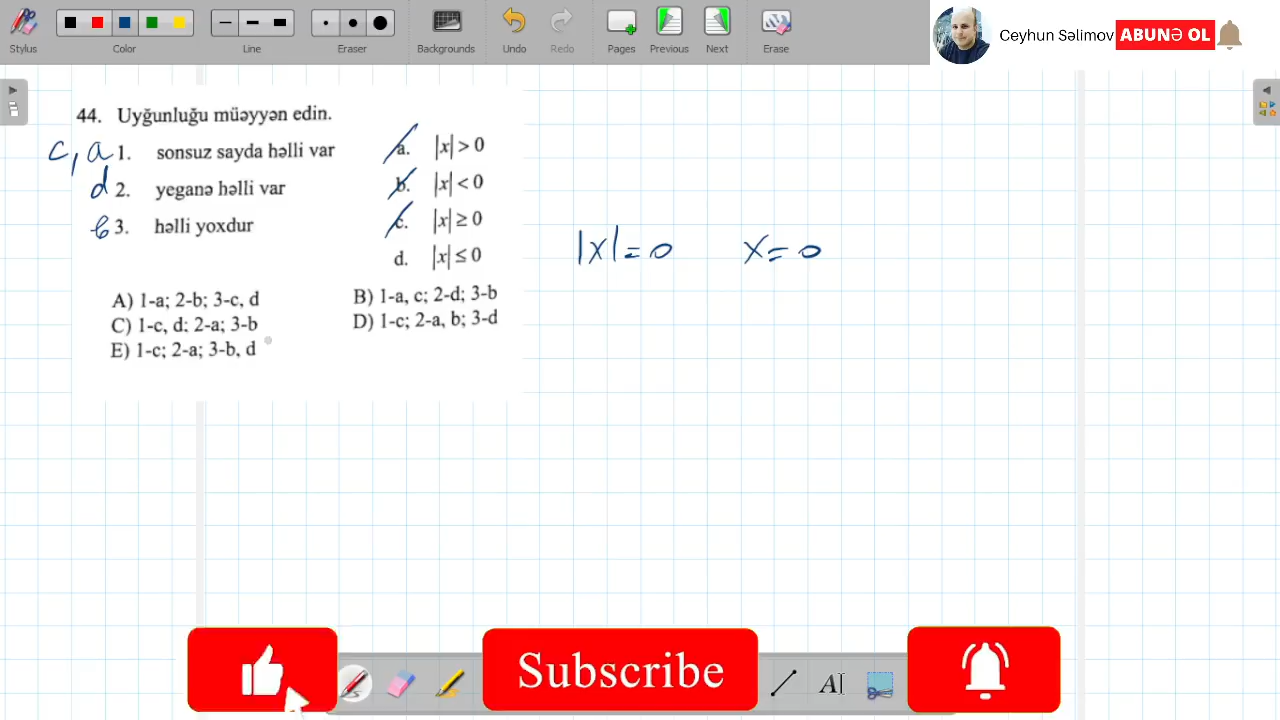 Stylus Color Line Eraser Backgrounds Undo Redo Pages Previous Next Erase
Ceyhun Səlimov ABUNƏ OL
44. Uyğunluğu müəyyən edin.
c, a 1. sonsuz sayda həlli var a. |x| > 0
d 2. yeganə həlli var b. |x| < 0
b 3. həlli yoxdur c. |x| ≥ 0
d. |x| ≤ 0
|x| = 0 x = 0
A) 1-a; 2-b; 3-c, d B) 1-a, c; 2-d; 3-b
C) 1-c, d; 2-a; 3-b D) 1-c; 2-a, b; 3-d
E) 1-c; 2-a; 3-b, d
Subscribe
AI